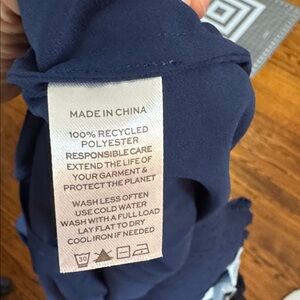 MADE IN CHINA
100% RECYCLED
POLYESTER
RESPONSIBLE CARE
EXTEND THE LIFE OF
YOUR GARMENT &
PROTECT THE PLANET
WASH LESS OFTEN
USE COLD WATER
WASH WITH A FULL LOAD
LAY FLAT TO DRY
COOL IRON IF NEEDED
30